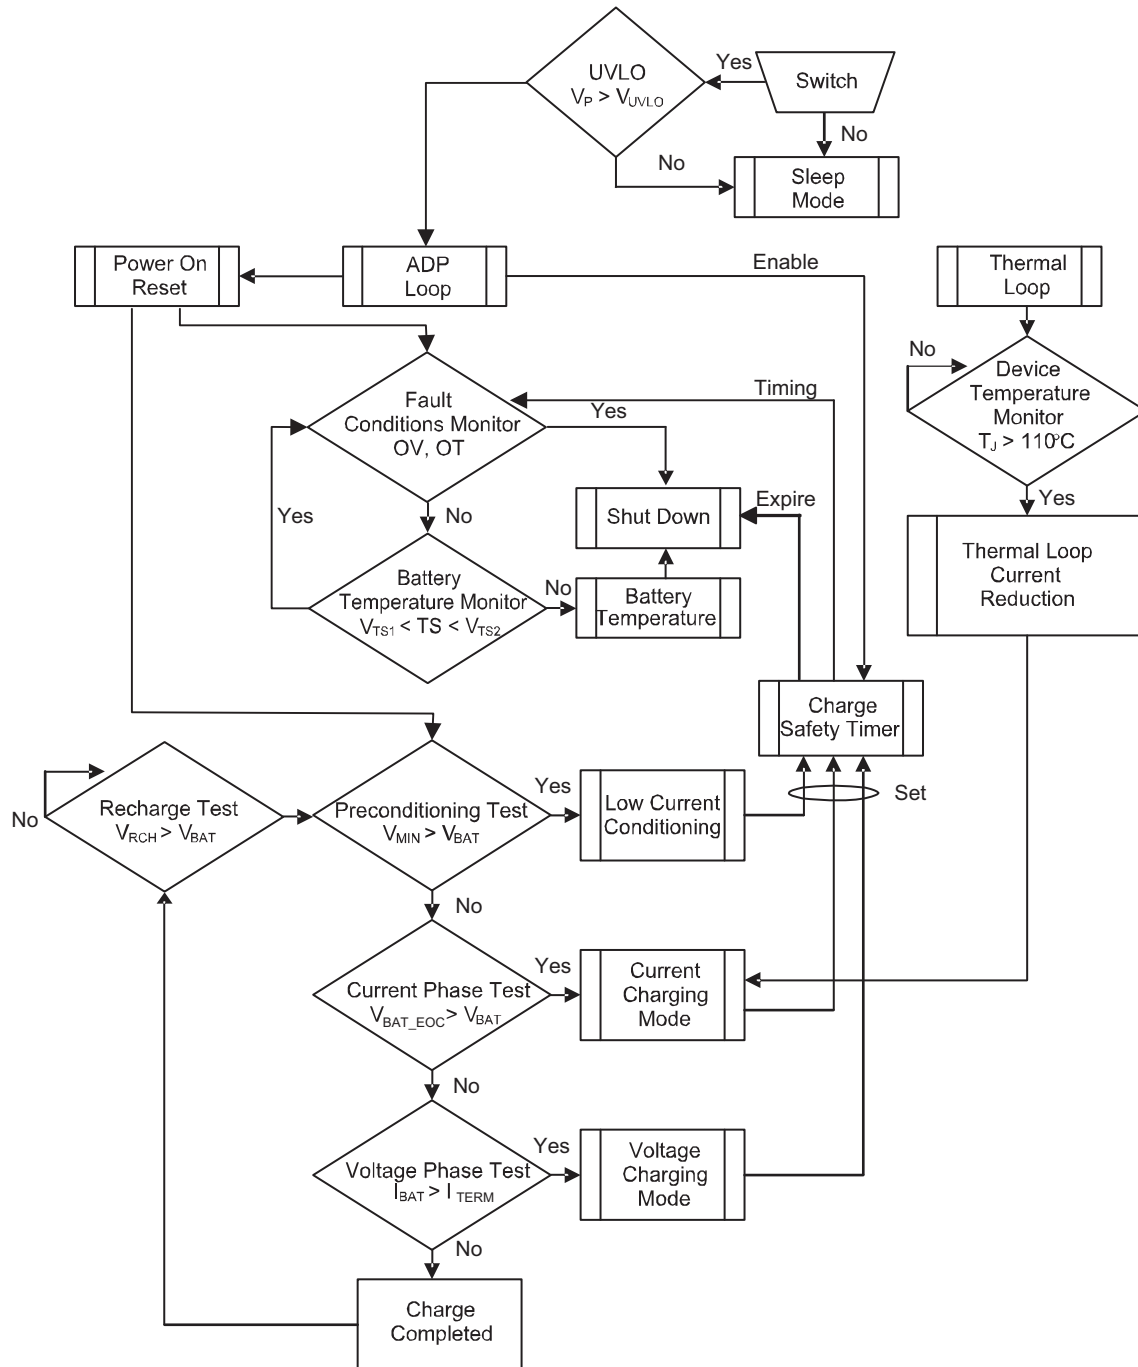 UVLO
V_P > V_UVLO
Yes
Switch
No
No
Sleep
Mode
Power On
Reset
ADP
Loop
Enable
Thermal
Loop
No
Device
Temperature
Monitor
T_J > 110°C
Timing
Fault
Conditions Monitor
OV, OT
Yes
Yes
Expire
Shut Down
Yes
No
Thermal Loop
Current
Reduction
Battery
Temperature Monitor
V_TS1 < TS < V_TS2
No
Battery
Temperature
Charge
Safety Timer
No
Recharge Test
V_RCH > V_BAT
Preconditioning Test
V_MIN > V_BAT
Yes
Low Current
Conditioning
Set
No
Current Phase Test
V_BAT_EOC > V_BAT
Yes
Current
Charging
Mode
No
Voltage Phase Test
I_BAT > I_TERM
Yes
Voltage
Charging
Mode
No
Charge
Completed